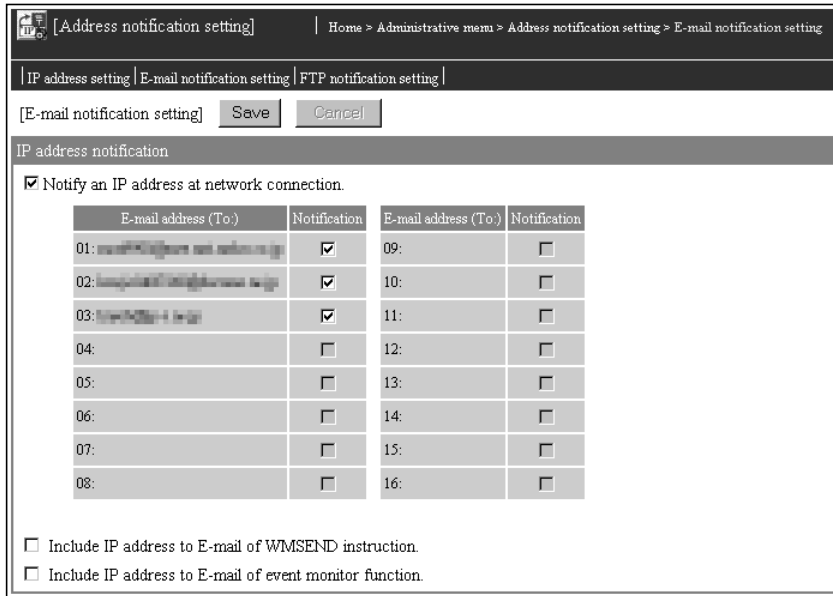 [Address notification setting]
Home > Administrative menu > Address notification setting > E-mail notification setting
IP address setting | E-mail notification setting | FTP notification setting
[E-mail notification setting] Save Cancel
IP address notification
Notify an IP address at network connection.
E-mail address (To:) Notification E-mail address (To:) Notification
01: 09:
02: 10:
03: 11:
04: 12:
05: 13:
06: 14:
07: 15:
08: 16:
Include IP address to E-mail of WMSEND instruction.
Include IP address to E-mail of event monitor function.